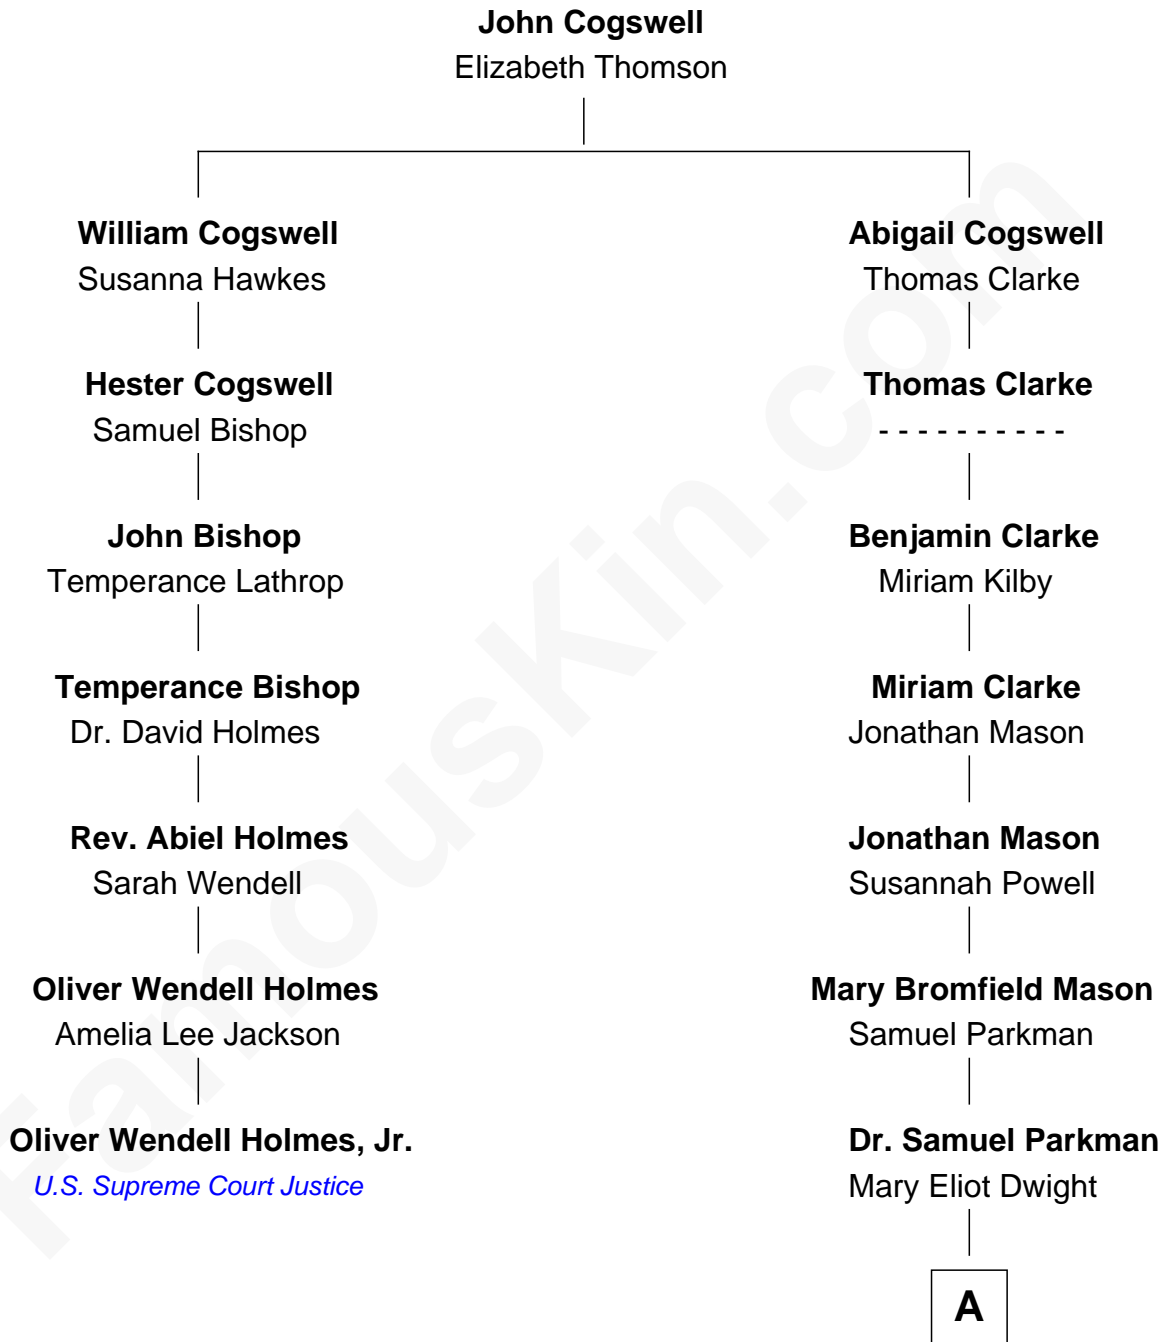 John Cogswell
Elizabeth Thomson
William Cogswell
Susanna Hawkes
Hester Cogswell
Samuel Bishop
John Bishop
Temperance Lathrop
Temperance Bishop
Dr. David Holmes
Rev. Abiel Holmes
Sarah Wendell
Oliver Wendell Holmes
Amelia Lee Jackson
Oliver Wendell Holmes, Jr.
U.S. Supreme Court Justice
Abigail Cogswell
Thomas Clarke
Thomas Clarke
- - - - - - - - - -
Benjamin Clarke
Miriam Kilby
Miriam Clarke
Jonathan Mason
Jonathan Mason
Susannah Powell
Mary Bromfield Mason
Samuel Parkman
Dr. Samuel Parkman
Mary Eliot Dwight
A
FamousKin.com